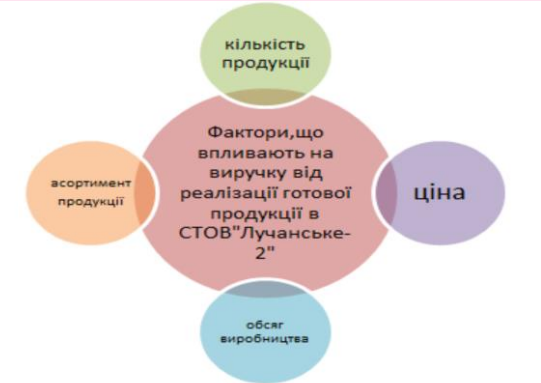 кількість
продукції
Фактори,що
впливають на
виручку від
реалізації готової
продукції в
СТОВ"Лучанське-
2"
асортимент
продукції
ціна
обсяг
виробництва